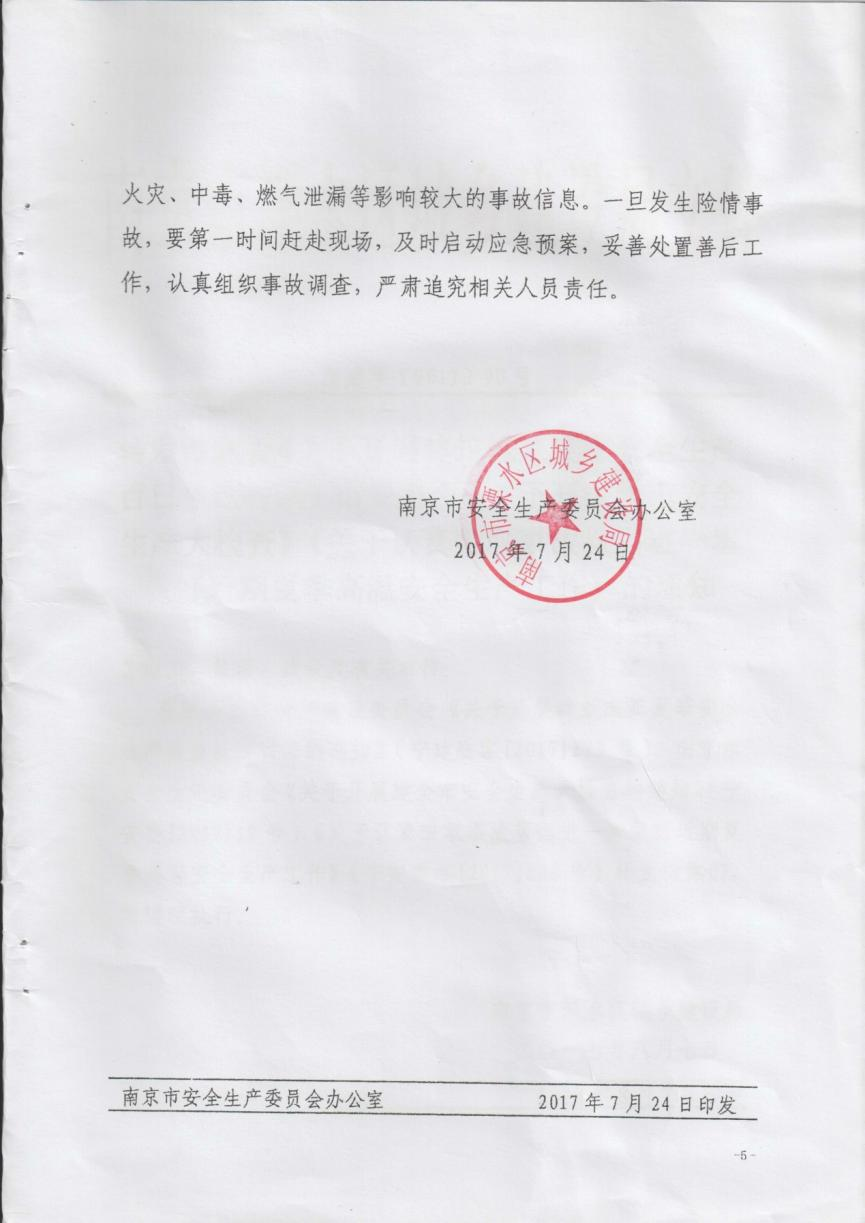 火灾、中毒、燃气泄漏等影响较大的事故信息。一旦发生险情事
故，要第一时间赶赴现场，及时启动应急预案，妥善处置善后工
作，认真组织事故调查，严肃追究相关人员责任。
南京市溧水区城乡建设局
南京市安全生产委员会办公室
2017年7月24日
南京市安全生产委员会办公室 2017年7月24日印发
-5-